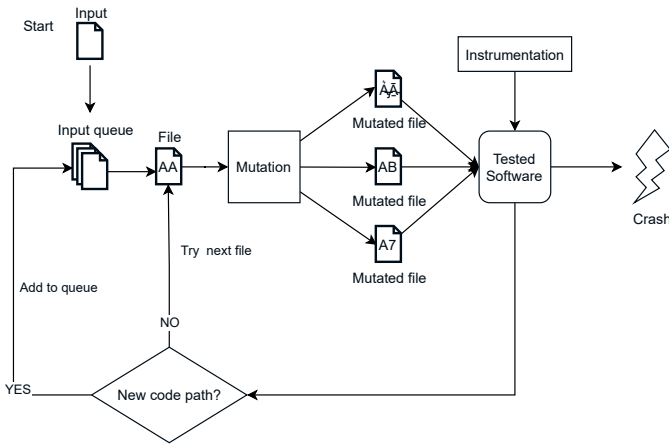 Start
Input
Instrumentation
Input queue
File
AA
Mutation
Mutated file
AB
Mutated file
A7
Mutated file
Tested
Software
Crash
Try next file
Add to queue
NO
YES
New code path?